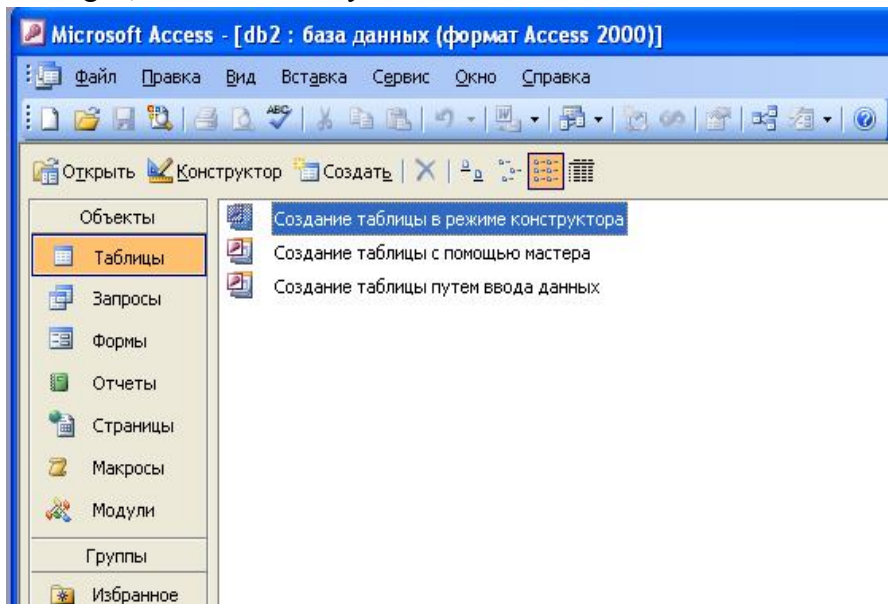 Microsoft Access - [db2 : база данных (формат Access 2000)]
Файл Правка Вид Вставка Сервис Окно Справка
Открыть Конструктор Создать
Объекты
Таблицы
Запросы
Формы
Отчеты
Страницы
Макросы
Модули
Группы
Избранное
Создание таблицы в режиме конструктора
Создание таблицы с помощью мастера
Создание таблицы путем ввода данных